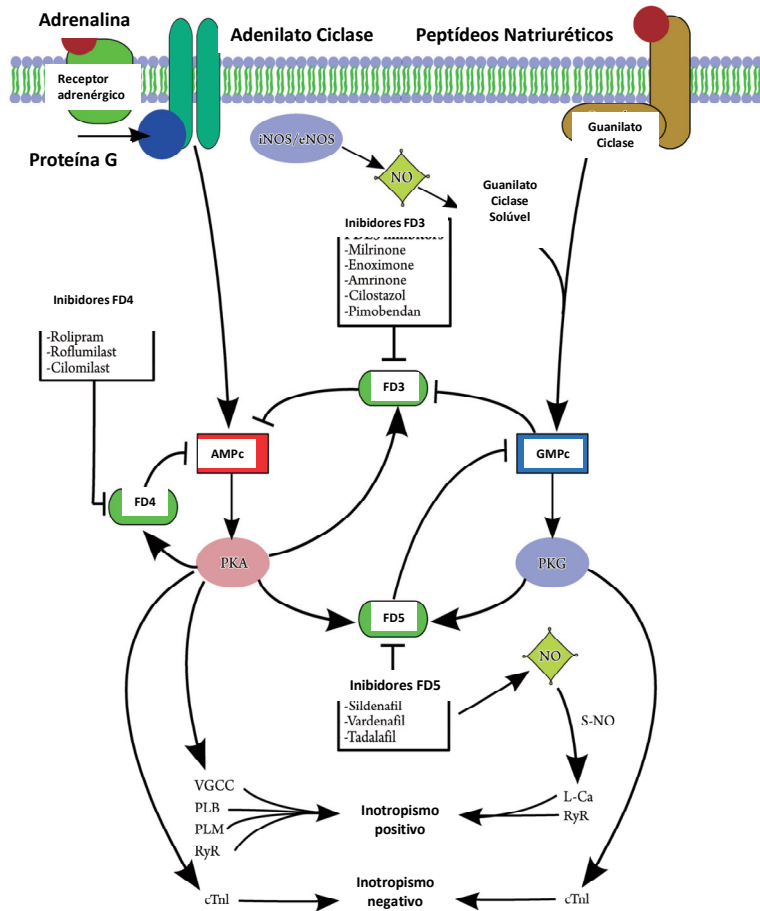 Adrenalina
Adenilato Ciclase
Peptídeos Natriuréticos
Receptor
adrenérgico
Proteína G
iNOS/eNOS
NO
Guanilato
Ciclase
Guanilato
Ciclase
Solúvel
Inibidores FD3
-Milrinone
-Enoximone
-Amrinone
-Cilostazol
-Pimobendan
Inibidores FD4
-Rolipram
-Roflumilast
-Cilomilast
FD3
AMPc
GMPc
FD4
PKA
PKG
FD5
NO
Inibidores FD5
-Sildenafil
-Vardenafil
-Tadalafil
S-NO
VGCC
PLB
PLM
RyR
Inotropismo
positivo
L-Ca
RyR
cTnl
Inotropismo
negativo
cTnl